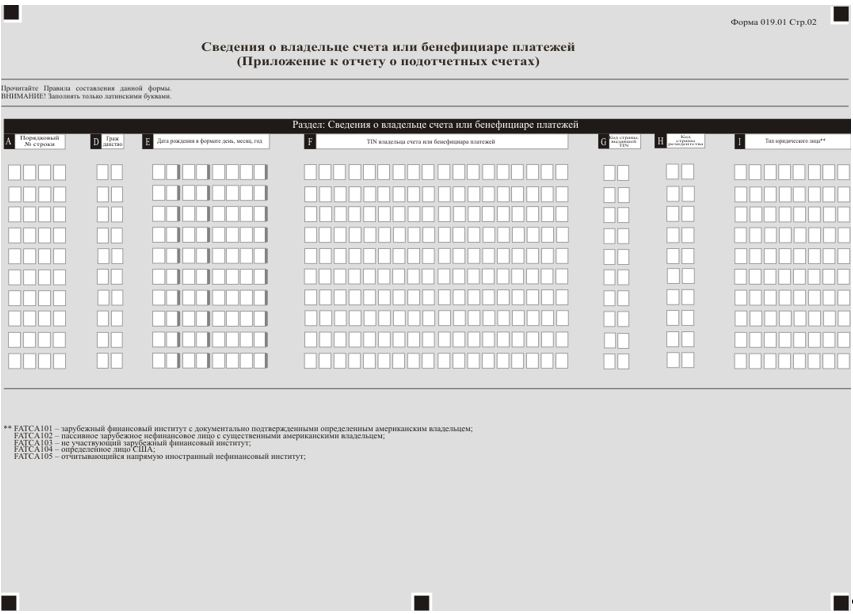 Форма 019.01 Стр.02
Сведения о владельце счета или бенефициаре платежей
(Приложение к отчету о подотчетных счетах)
Прочитайте Правила составления данной формы.
ВНИМАНИЕ! Заполнять только латинскими буквами.
Раздел: Сведения о владельце счета или бенефициаре платежей
A Порядковый № строки D Граж данство E Дата рождения в формате день, месяц, год F TIN владельца счета или бенефициара платежей G Код страны, выдавшей TIN H Код страны резидентства I Тип юридического лица**
** FATCA101 – зарубежный финансовый институт с документально подтвержденными определенным американским владельцем;
FATCA102 – пассивное зарубежное нефинансовое лицо с существенными американскими владельцем;
FATCA103 – не участвующий зарубежный финансовый институт;
FATCA104 – определенное лицо США;
FATCA105 – отчитывающийся напрямую иностранный нефинансовый институт;